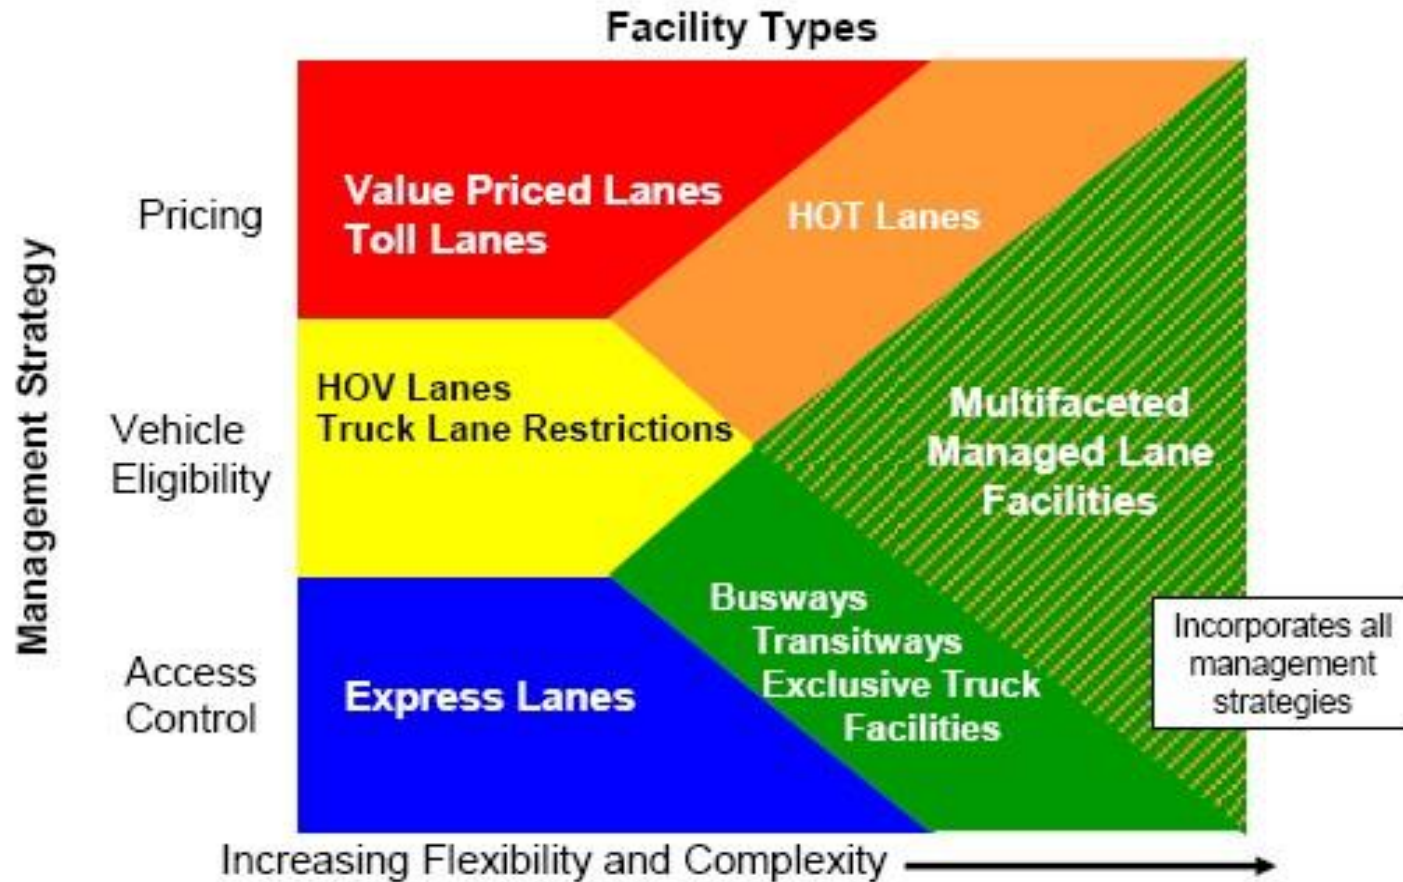 Facility Types
Management Strategy
Pricing
Value Priced Lanes
Toll Lanes
HOT Lanes
Vehicle
Eligibility
HOV Lanes
Truck Lane Restrictions
Multifaceted
Managed Lane
Facilities
Access
Control
Express Lanes
Busways
Transitways
Exclusive Truck
Facilities
Incorporates all
management
strategies
Increasing Flexibility and Complexity